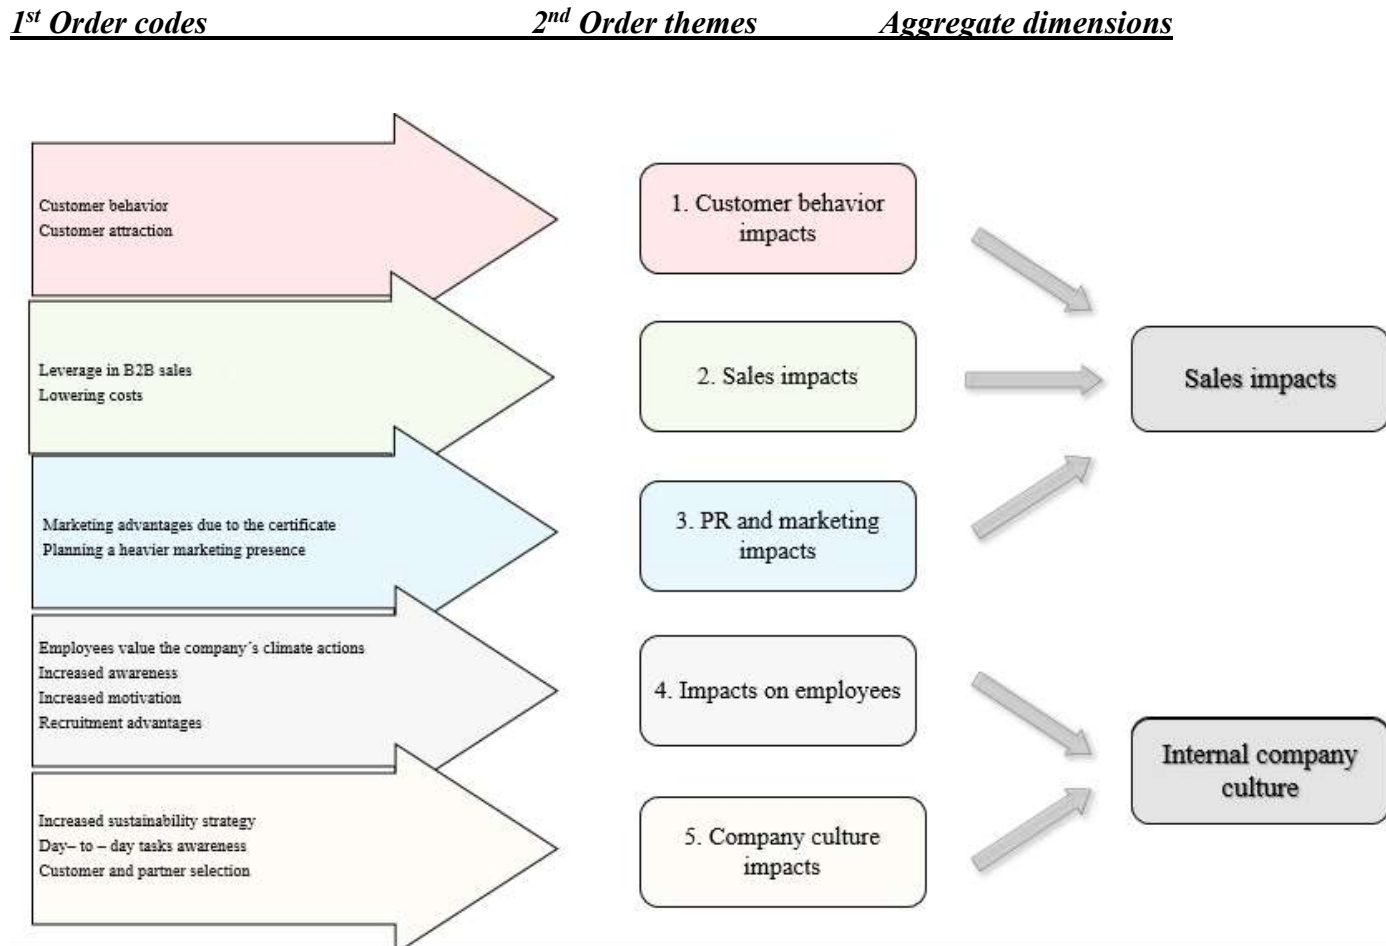 1st Order codes 2nd Order themes Aggregate dimensions
Customer behavior
Customer attraction
1. Customer behavior
impacts
Leverage in B2B sales
Lowering costs
2. Sales impacts
Sales impacts
Marketing advantages due to the certificate
Planning a heavier marketing presence
3. PR and marketing
impacts
Employees value the company´s climate actions
Increased awareness
Increased motivation
Recruitment advantages
4. Impacts on employees
Internal company
culture
Increased sustainability strategy
Day– to – day tasks awareness
Customer and partner selection
5. Company culture
impacts